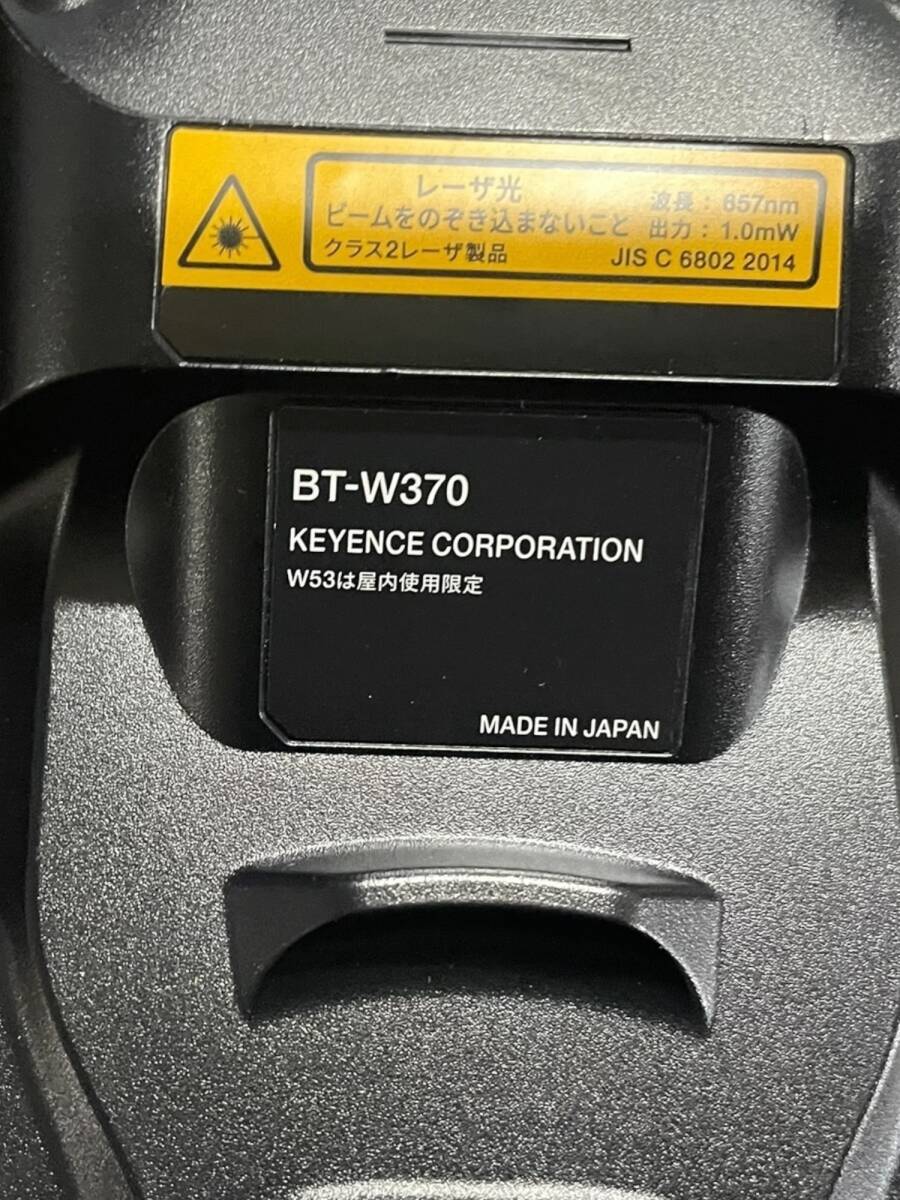 レーザ光
ビームをのぞき込まないこと
クラス2レーザ製品
波長：657nm
出力：1.0mW
JIS C 6802 2014
BT-W370
KEYENCE CORPORATION
W53は屋内使用限定
MADE IN JAPAN